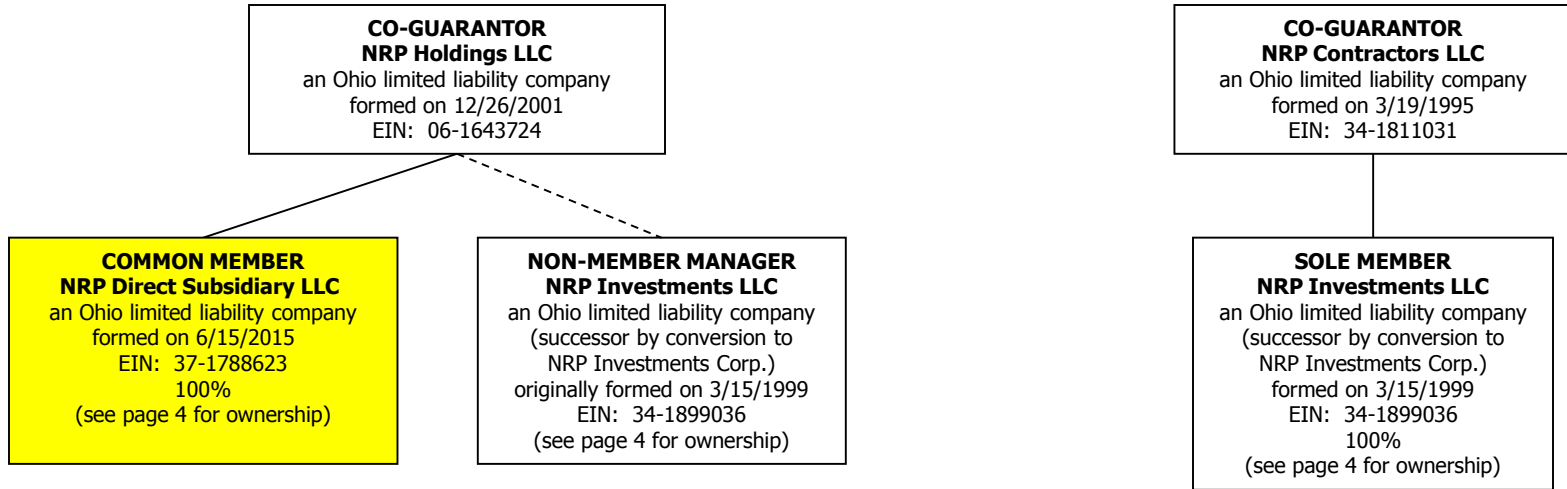 CO-GUARANTOR
NRP Holdings LLC
an Ohio limited liability company
formed on 12/26/2001
EIN: 06-1643724
CO-GUARANTOR
NRP Contractors LLC
an Ohio limited liability company
formed on 3/19/1995
EIN: 34-1811031
COMMON MEMBER
NRP Direct Subsidiary LLC
an Ohio limited liability company
formed on 6/15/2015
EIN: 37-1788623
100%
(see page 4 for ownership)
NON-MEMBER MANAGER
NRP Investments LLC
an Ohio limited liability company
(successor by conversion to
NRP Investments Corp.)
originally formed on 3/15/1999
EIN: 34-1899036
(see page 4 for ownership)
SOLE MEMBER
NRP Investments LLC
an Ohio limited liability company
(successor by conversion to
NRP Investments Corp.)
formed on 3/15/1999
EIN: 34-1899036
100%
(see page 4 for ownership)